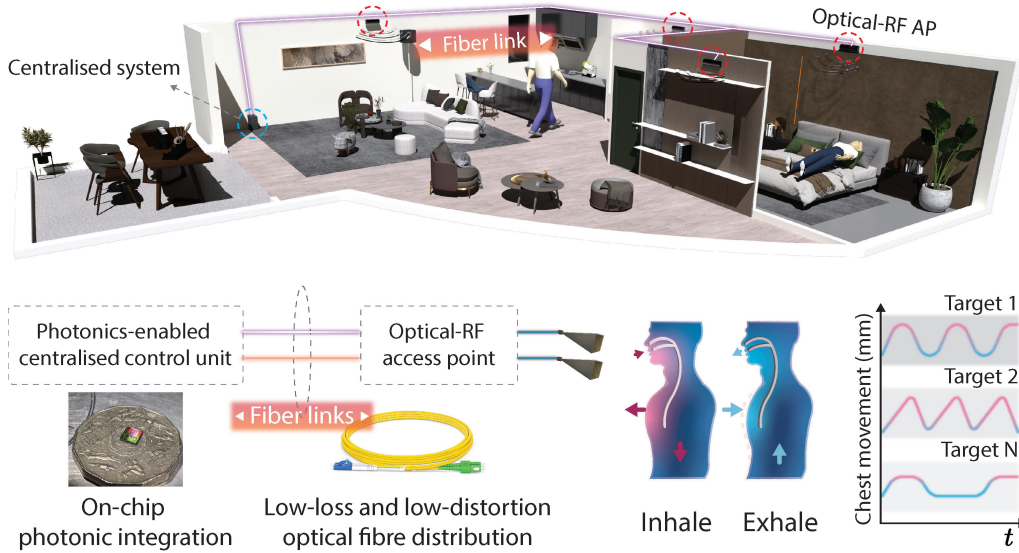 Optical-RF AP
Fiber link
Centralised system
Photonics-enabled
centralised control unit
Optical-RF
access point
Fiber links
On-chip
photonic integration
Low-loss and low-distortion
optical fibre distribution
Inhale
Exhale
Chest movement (mm)
Target 1
Target 2
Target N
t